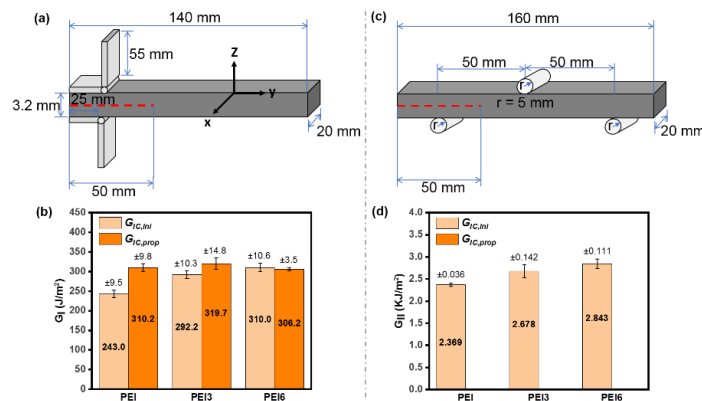 (a)
140 mm
55 mm
Z
y
x
3.2 mm
25 mm
20 mm
50 mm
(b)
G_I (J/m²)
450
400
350
300
250
200
150
100
50
0
G_IC,Ini
G_IC,prop
±9.5
±9.8
±10.3
±14.8
±10.6
±3.5
243.0
310.2
292.2
319.7
310.0
306.2
PEI
PEI3
PEI6
(c)
160 mm
50 mm
50 mm
r
r = 5 mm
r
r
20 mm
50 mm
(d)
G_II (KJ/m²)
4.0
3.5
3.0
2.5
2.0
1.5
1.0
0.5
0.0
G_IC,Ini
±0.036
±0.142
±0.111
2.369
2.678
2.843
PEI
PEI3
PEI6